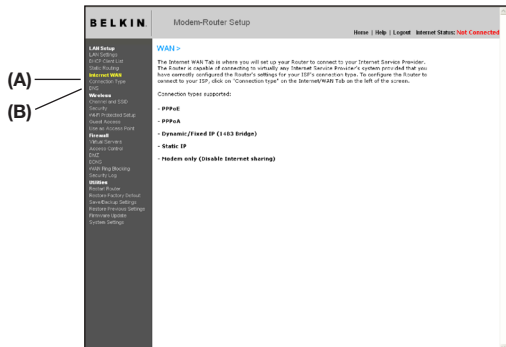 BELKIN.
Modem-Router Setup
Home | Help | Logout Internet Status: Not Connected
LAN Setup
LAN Settings
DHCP Client List
Static Routing
Internet WAN
Connection Type
DNS
Wireless
Channel and SSID
Security
Wi-Fi Protected Setup
Guest Access
Use as Access Point
Firewall
Virtual Servers
Access Control
DMZ
DDNS
WAN Ping Blocking
Security Log
Utilities
Restart Router
Restore Factory Default
Save/Backup Settings
Restore Previous Settings
Firmware Update
System Settings
(A)
(B)
WAN >
The Internet WAN Tab is where you will set up your Router to connect to your Internet Service Provider.
The Router is capable of connecting to virtually any Internet Service Provider's system provided that you
have correctly configured the Router's settings for your ISP's connection type. To configure the Router to
connect to your ISP, click on "Connection type" on the Internet/WAN Tab on the left of the screen.
Connection types supported:
- PPPoE
- PPPoA
- Dynamic/Fixed IP (1483 Bridge)
- Static IP
- Modem only (Disable Internet sharing)